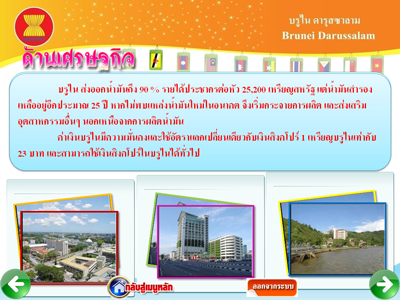 บรูไน ดารุสซาลาม
Brunei Darussalam
ด้านเศรษฐกิจ
บรูไน ส่งออกน้ำมันถึง 90 % รายได้ประชากรต่อหัว 25,200 เหรียญสหรัฐ แต่น้ำมันสำรอง
เหลืออยู่อีกประมาณ 25 ปี หากไม่พบแหล่งน้ำมันใหม่ในอนาคต จึงเริ่มกระจายการผลิต และส่งเสริม
อุตสาหกรรมอื่นๆ นอกเหนือจากการผลิตน้ำมัน
ค่าเงินบรูไนมีความมั่นคงและใช้อัตราแลกเปลี่ยนเดียวกับเงินสิงคโปร์ 1 เหรียญบรูไนเท่ากับ
23 บาท และสามารถใช้เงินสิงคโปร์ในบรูไนได้ทั่วไป
กลับสู่เมนูหลัก
ออกจากระบบ